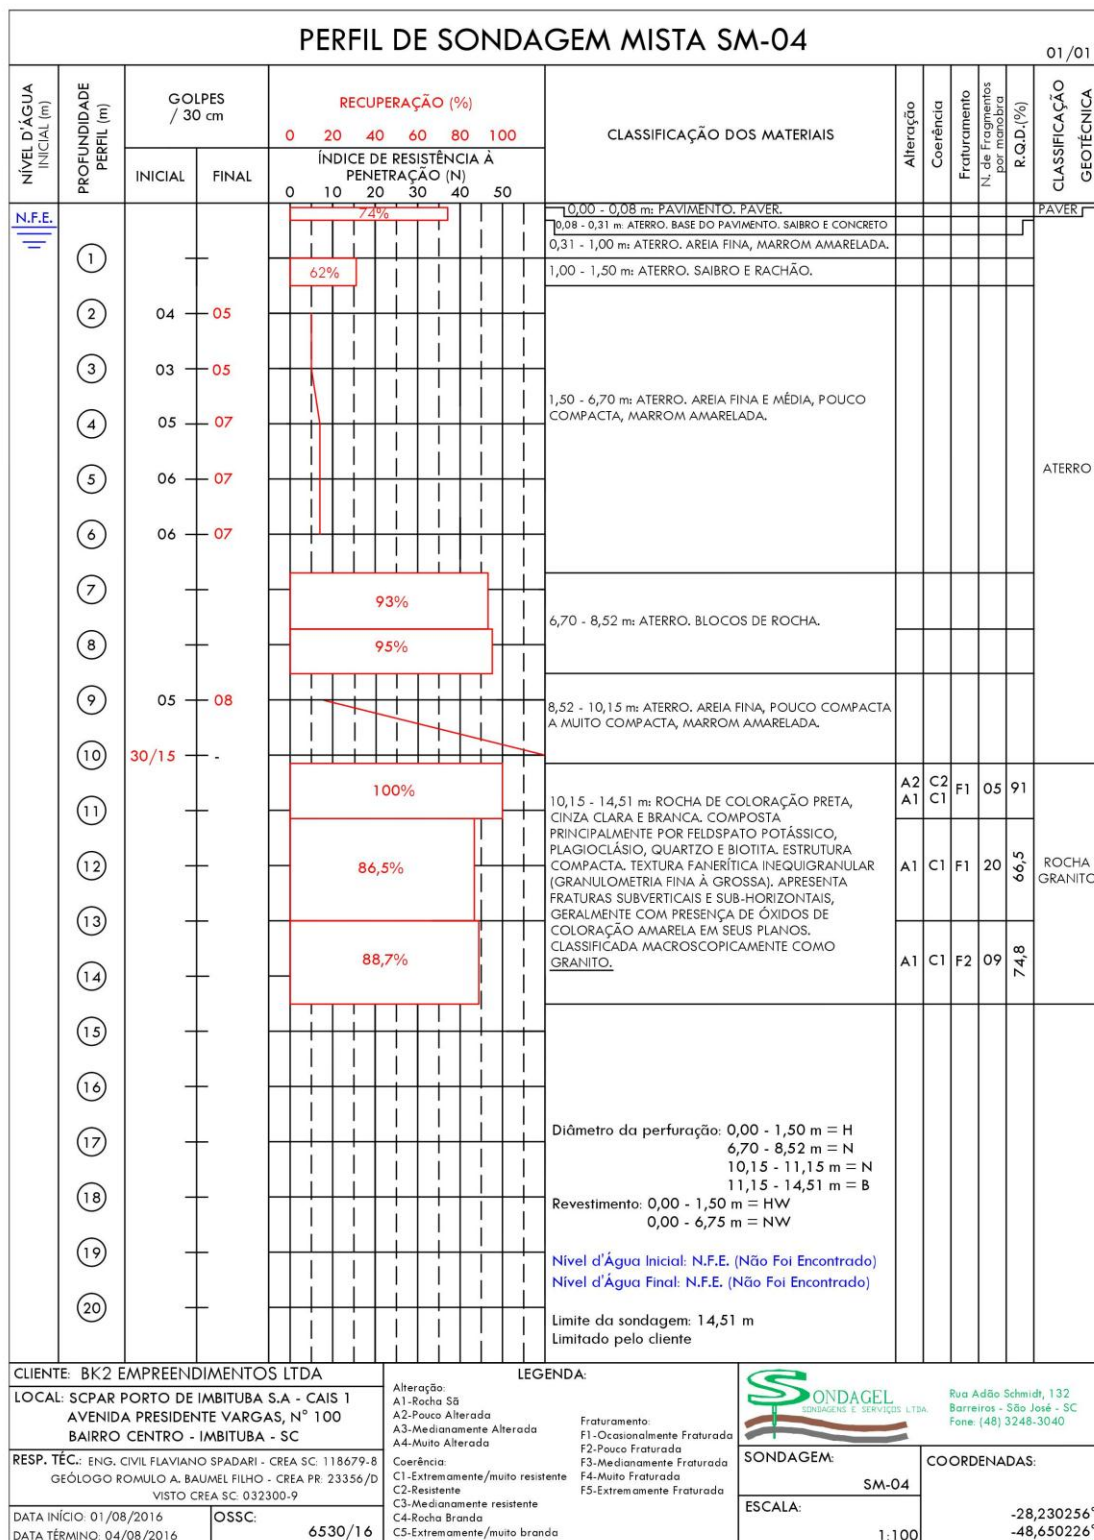 PERFIL DE SONDAGEM MISTA SM-04
01/01
NÍVEL D'ÁGUA
INICIAL (m)
PROFUNDIDADE
PERFIL (m)
GOLPES
/ 30 cm
INICIAL
FINAL
RECUPERAÇÃO (%)
0 20 40 60 80 100
ÍNDICE DE RESISTÊNCIA À
PENETRAÇÃO (N)
0 10 20 30 40 50
CLASSIFICAÇÃO DOS MATERIAIS
Alteração
Coerência
Fraturamento
N. de Fragmentos
por manobra
R.Q.D.(%)
CLASSIFICAÇÃO
GEOTÉCNICA
N.F.E.
74%
0,00 - 0,08 m: PAVIMENTO. PAVER.
PAVER
0,08 - 0,31 m: ATERRO. BASE DO PAVIMENTO. SAIBRO E CONCRETO
0,31 - 1,00 m: ATERRO. AREIA FINA, MARROM AMARELADA.
1
62%
1,00 - 1,50 m: ATERRO. SAIBRO E RACHÃO.
2 04 05
3 03 05
1,50 - 6,70 m: ATERRO. AREIA FINA E MÉDIA, POUCO
COMPACTA, MARROM AMARELADA.
4 05 07
5 06 07
ATERRO
6 06 07
7
93%
6,70 - 8,52 m: ATERRO. BLOCOS DE ROCHA.
8
95%
9 05 08
8,52 - 10,15 m: ATERRO. AREIA FINA, POUCO COMPACTA
A MUITO COMPACTA, MARROM AMARELADA.
10 30/15 -
100%
A2 C2 F1 05 91
A1 C1
11
10,15 - 14,51 m: ROCHA DE COLORAÇÃO PRETA,
CINZA CLARA E BRANCA. COMPOSTA
PRINCIPALMENTE POR FELDSPATO POTÁSSICO,
PLAGIOCLÁSIO, QUARTZO E BIOTITA. ESTRUTURA
COMPACTA. TEXTURA FANERÍTICA INEQUIGRANULAR
(GRANULOMETRIA FINA À GROSSA). APRESENTA
FRATURAS SUBVERTICAIS E SUB-HORIZONTAIS,
GERALMENTE COM PRESENÇA DE ÓXIDOS DE
COLORAÇÃO AMARELA EM SEUS PLANOS.
CLASSIFICADA MACROSCOPICAMENTE COMO
GRANITO.
12
86,5%
A1 C1 F1 20 66,5
ROCHA
GRANITO
13
88,7%
A1 C1 F2 09 74,8
14
15
16
17
18
19
20
Diâmetro da perfuração: 0,00 - 1,50 m = H
6,70 - 8,52 m = N
10,15 - 11,15 m = N
11,15 - 14,51 m = B
Revestimento: 0,00 - 1,50 m = HW
0,00 - 6,75 m = NW
Nível d'Água Inicial: N.F.E. (Não Foi Encontrado)
Nível d'Água Final: N.F.E. (Não Foi Encontrado)
Limite da sondagem: 14,51 m
Limitado pelo cliente
CLIENTE: BK2 EMPREENDIMENTOS LTDA
LOCAL: SCPAR PORTO DE IMBITUBA S.A - CAIS 1
AVENIDA PRESIDENTE VARGAS, Nº 100
BAIRRO CENTRO - IMBITUBA - SC
RESP. TÉC.: ENG. CIVIL FLAVIANO SPADARI - CREA SC: 118679-8
GEÓLOGO ROMULO A. BAUMEL FILHO - CREA PR: 23356/D
VISTO CREA SC: 032300-9
DATA INÍCIO: 01/08/2016
DATA TÉRMINO: 04/08/2016
OSSC:
6530/16
LEGENDA:
Alteração:
A1-Rocha Sã
A2-Pouco Alterada
A3-Medianamente Alterada
A4-Muito Alterada
Coerência:
C1-Extremamente/muito resistente
C2-Resistente
C3-Medianamente resistente
C4-Rocha Branda
C5-Extremamente/muito branda
Fraturamento:
F1-Ocasionalmente Fraturada
F2-Pouco Fraturada
F3-Medianamente Fraturada
F4-Muito Fraturada
F5-Extremamente Fraturada
SONDAGEL
SONDAGENS E SERVIÇOS LTDA.
Rua Adão Schmidt, 132
Barreiros - São José - SC
Fone: (48) 3248-3040
SONDAGEM:
SM-04
ESCALA:
1:100
COORDENADAS:
-28,230256°
-48,650226°